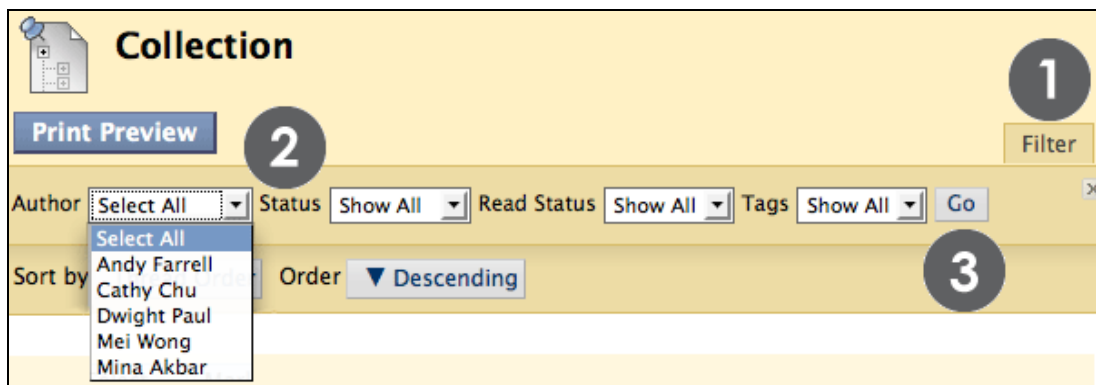 Collection
1
Print Preview
2
Filter
Author Select All Status Show All Read Status Show All Tags Show All Go
Select All
Andy Farrell
Sort by Order Order Descending
Cathy Chu
3
Dwight Paul
Mei Wong
Mina Akbar